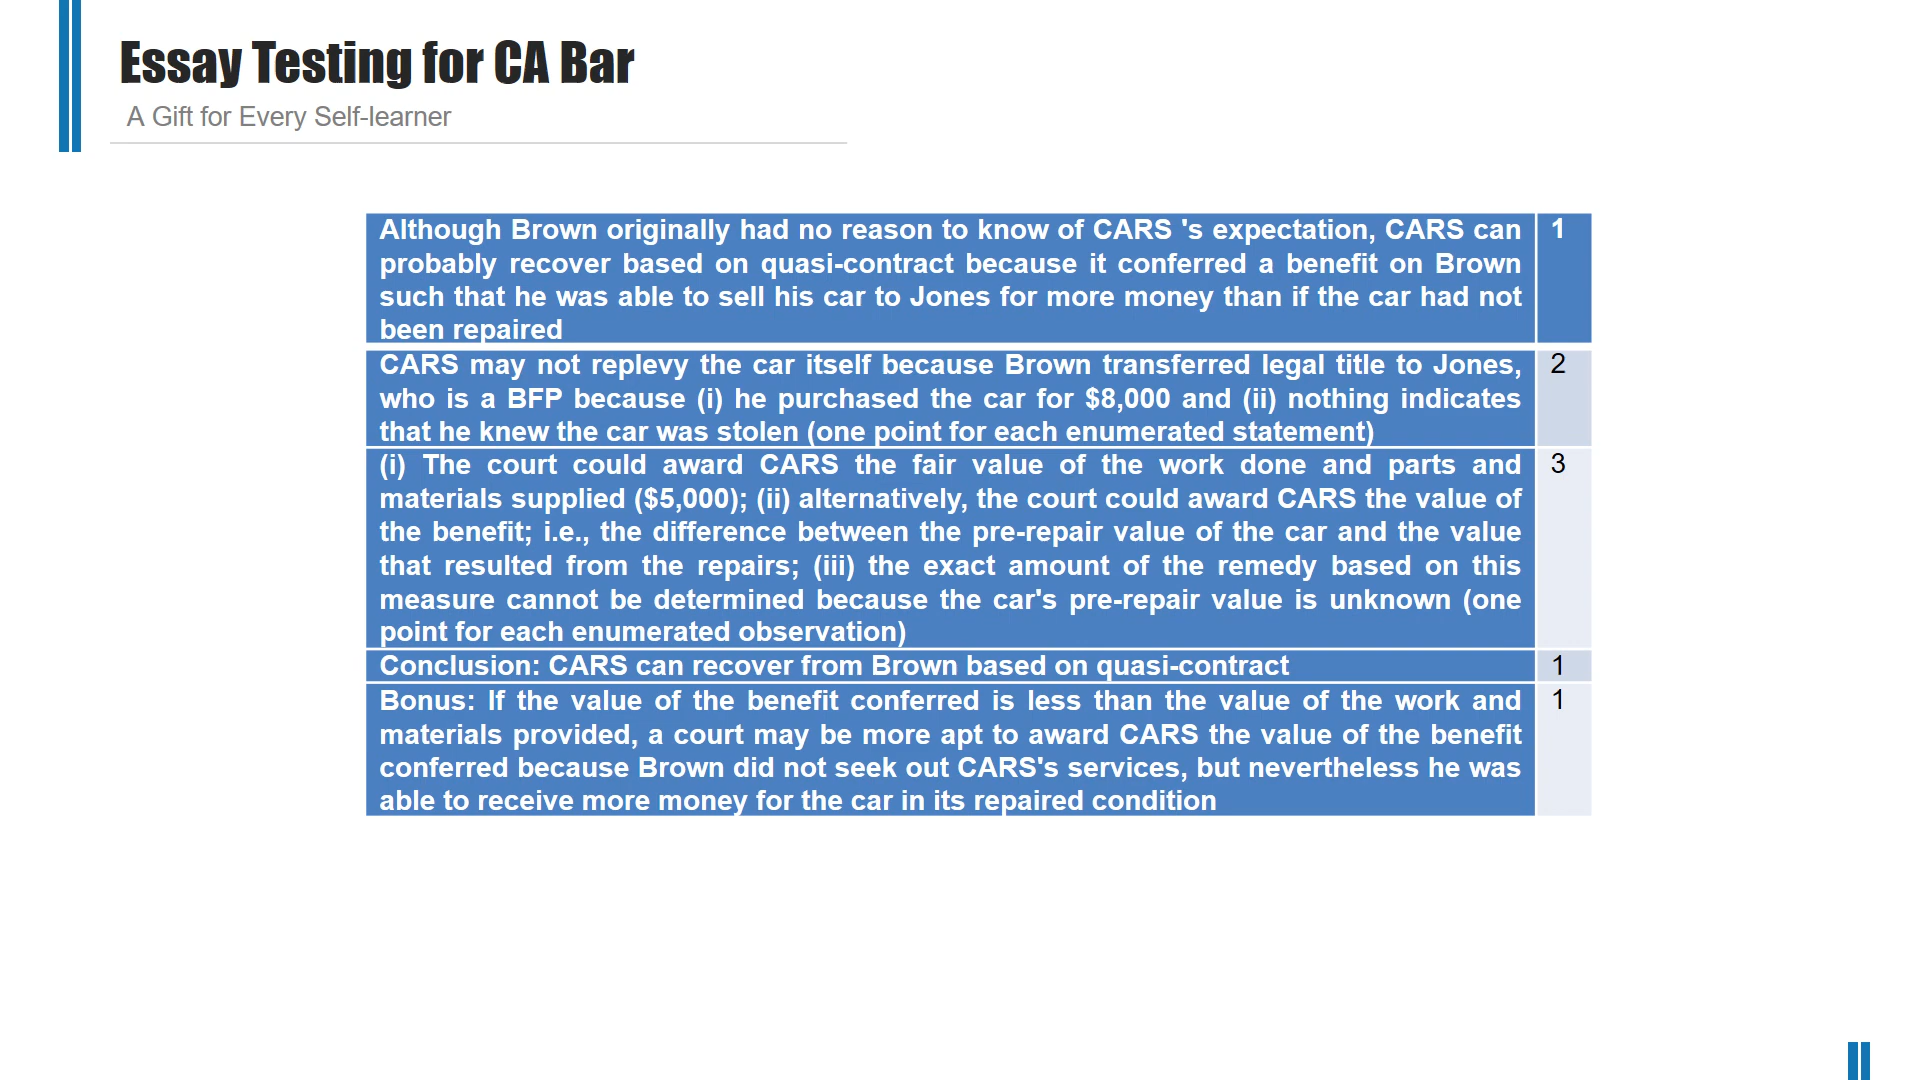 Essay Testing for CA Bar
A Gift for Every Self-learner
Although Brown originally had no reason to know of CARS 's expectation, CARS can 1
probably recover based on quasi-contract because it conferred a benefit on Brown
such that he was able to sell his car to Jones for more money than if the car had not
been repaired
CARS may not replevy the car itself because Brown transferred legal title to Jones, 2
who is a BFP because (i) he purchased the car for $8,000 and (ii) nothing indicates
that he knew the car was stolen (one point for each enumerated statement)
(i) The court could award CARS the fair value of the work done and parts and 3
materials supplied ($5,000); (ii) alternatively, the court could award CARS the value of
the benefit; i.e., the difference between the pre-repair value of the car and the value
that resulted from the repairs; (iii) the exact amount of the remedy based on this
measure cannot be determined because the car's pre-repair value is unknown (one
point for each enumerated observation)
Conclusion: CARS can recover from Brown based on quasi-contract 1
Bonus: If the value of the benefit conferred is less than the value of the work and 1
materials provided, a court may be more apt to award CARS the value of the benefit
conferred because Brown did not seek out CARS's services, but nevertheless he was
able to receive more money for the car in its repaired condition